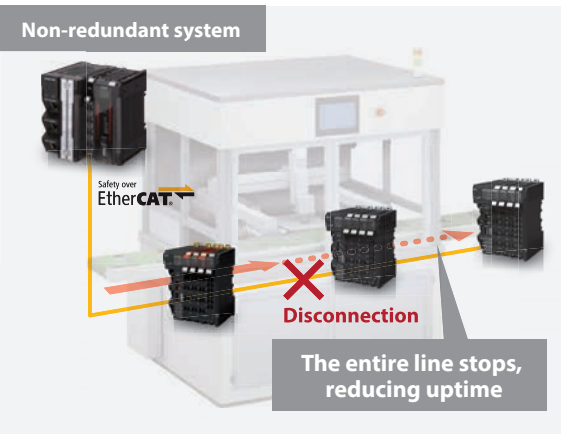 Non-redundant system
Safety over
EtherCAT®
Disconnection
The entire line stops,
reducing uptime